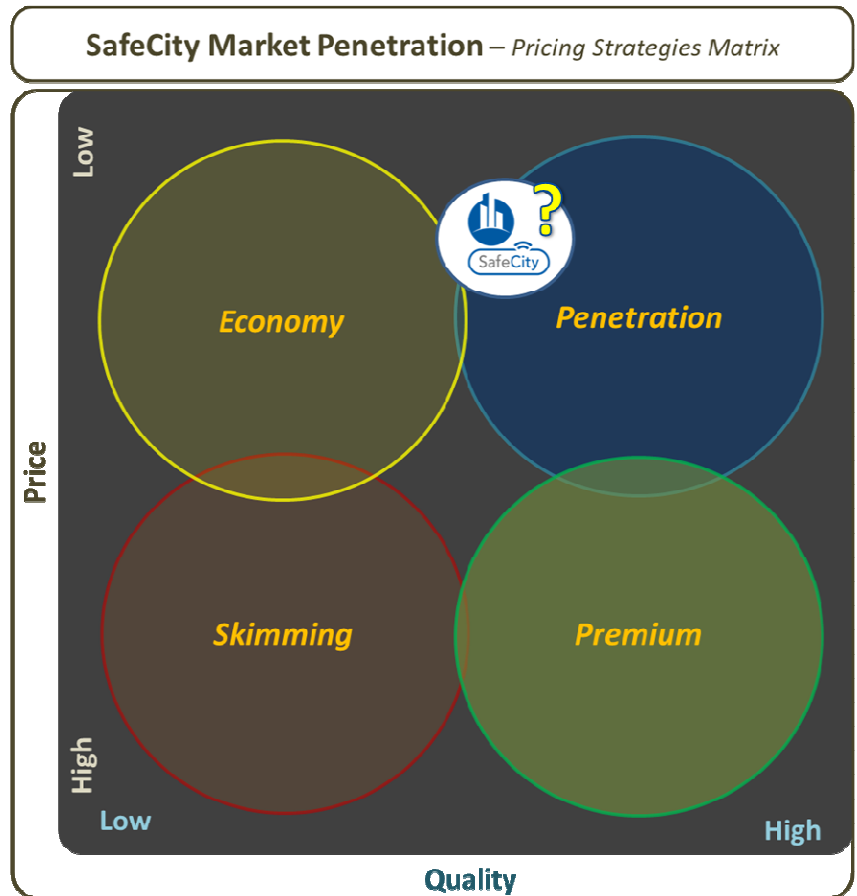 SafeCity Market Penetration – Pricing Strategies Matrix
Low
?
SafeCity
Economy
Penetration
Price
Skimming
Premium
High
Low
High
Quality